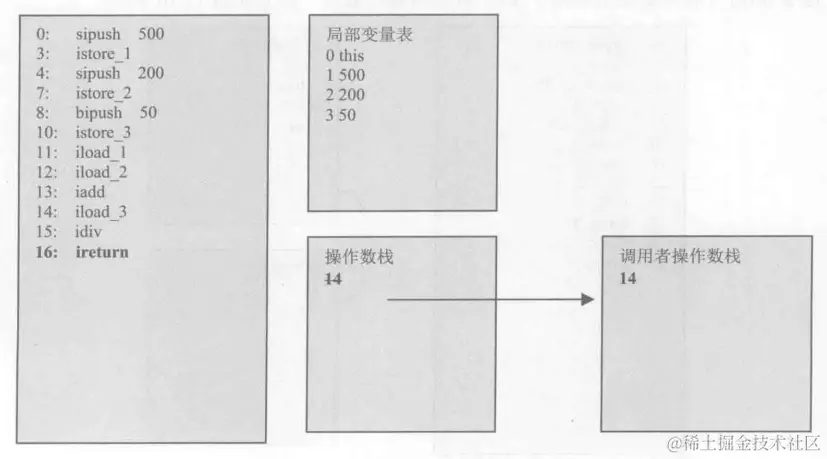 0: sipush 500
3: istore_1
4: sipush 200
7: istore_2
8: bipush 50
10: istore_3
11: iload_1
12: iload_2
13: iadd
14: iload_3
15: idiv
16: ireturn
局部变量表
0 this
1 500
2 200
3 50
操作数栈
14
调用者操作数栈
14
@稀土掘金技术社区